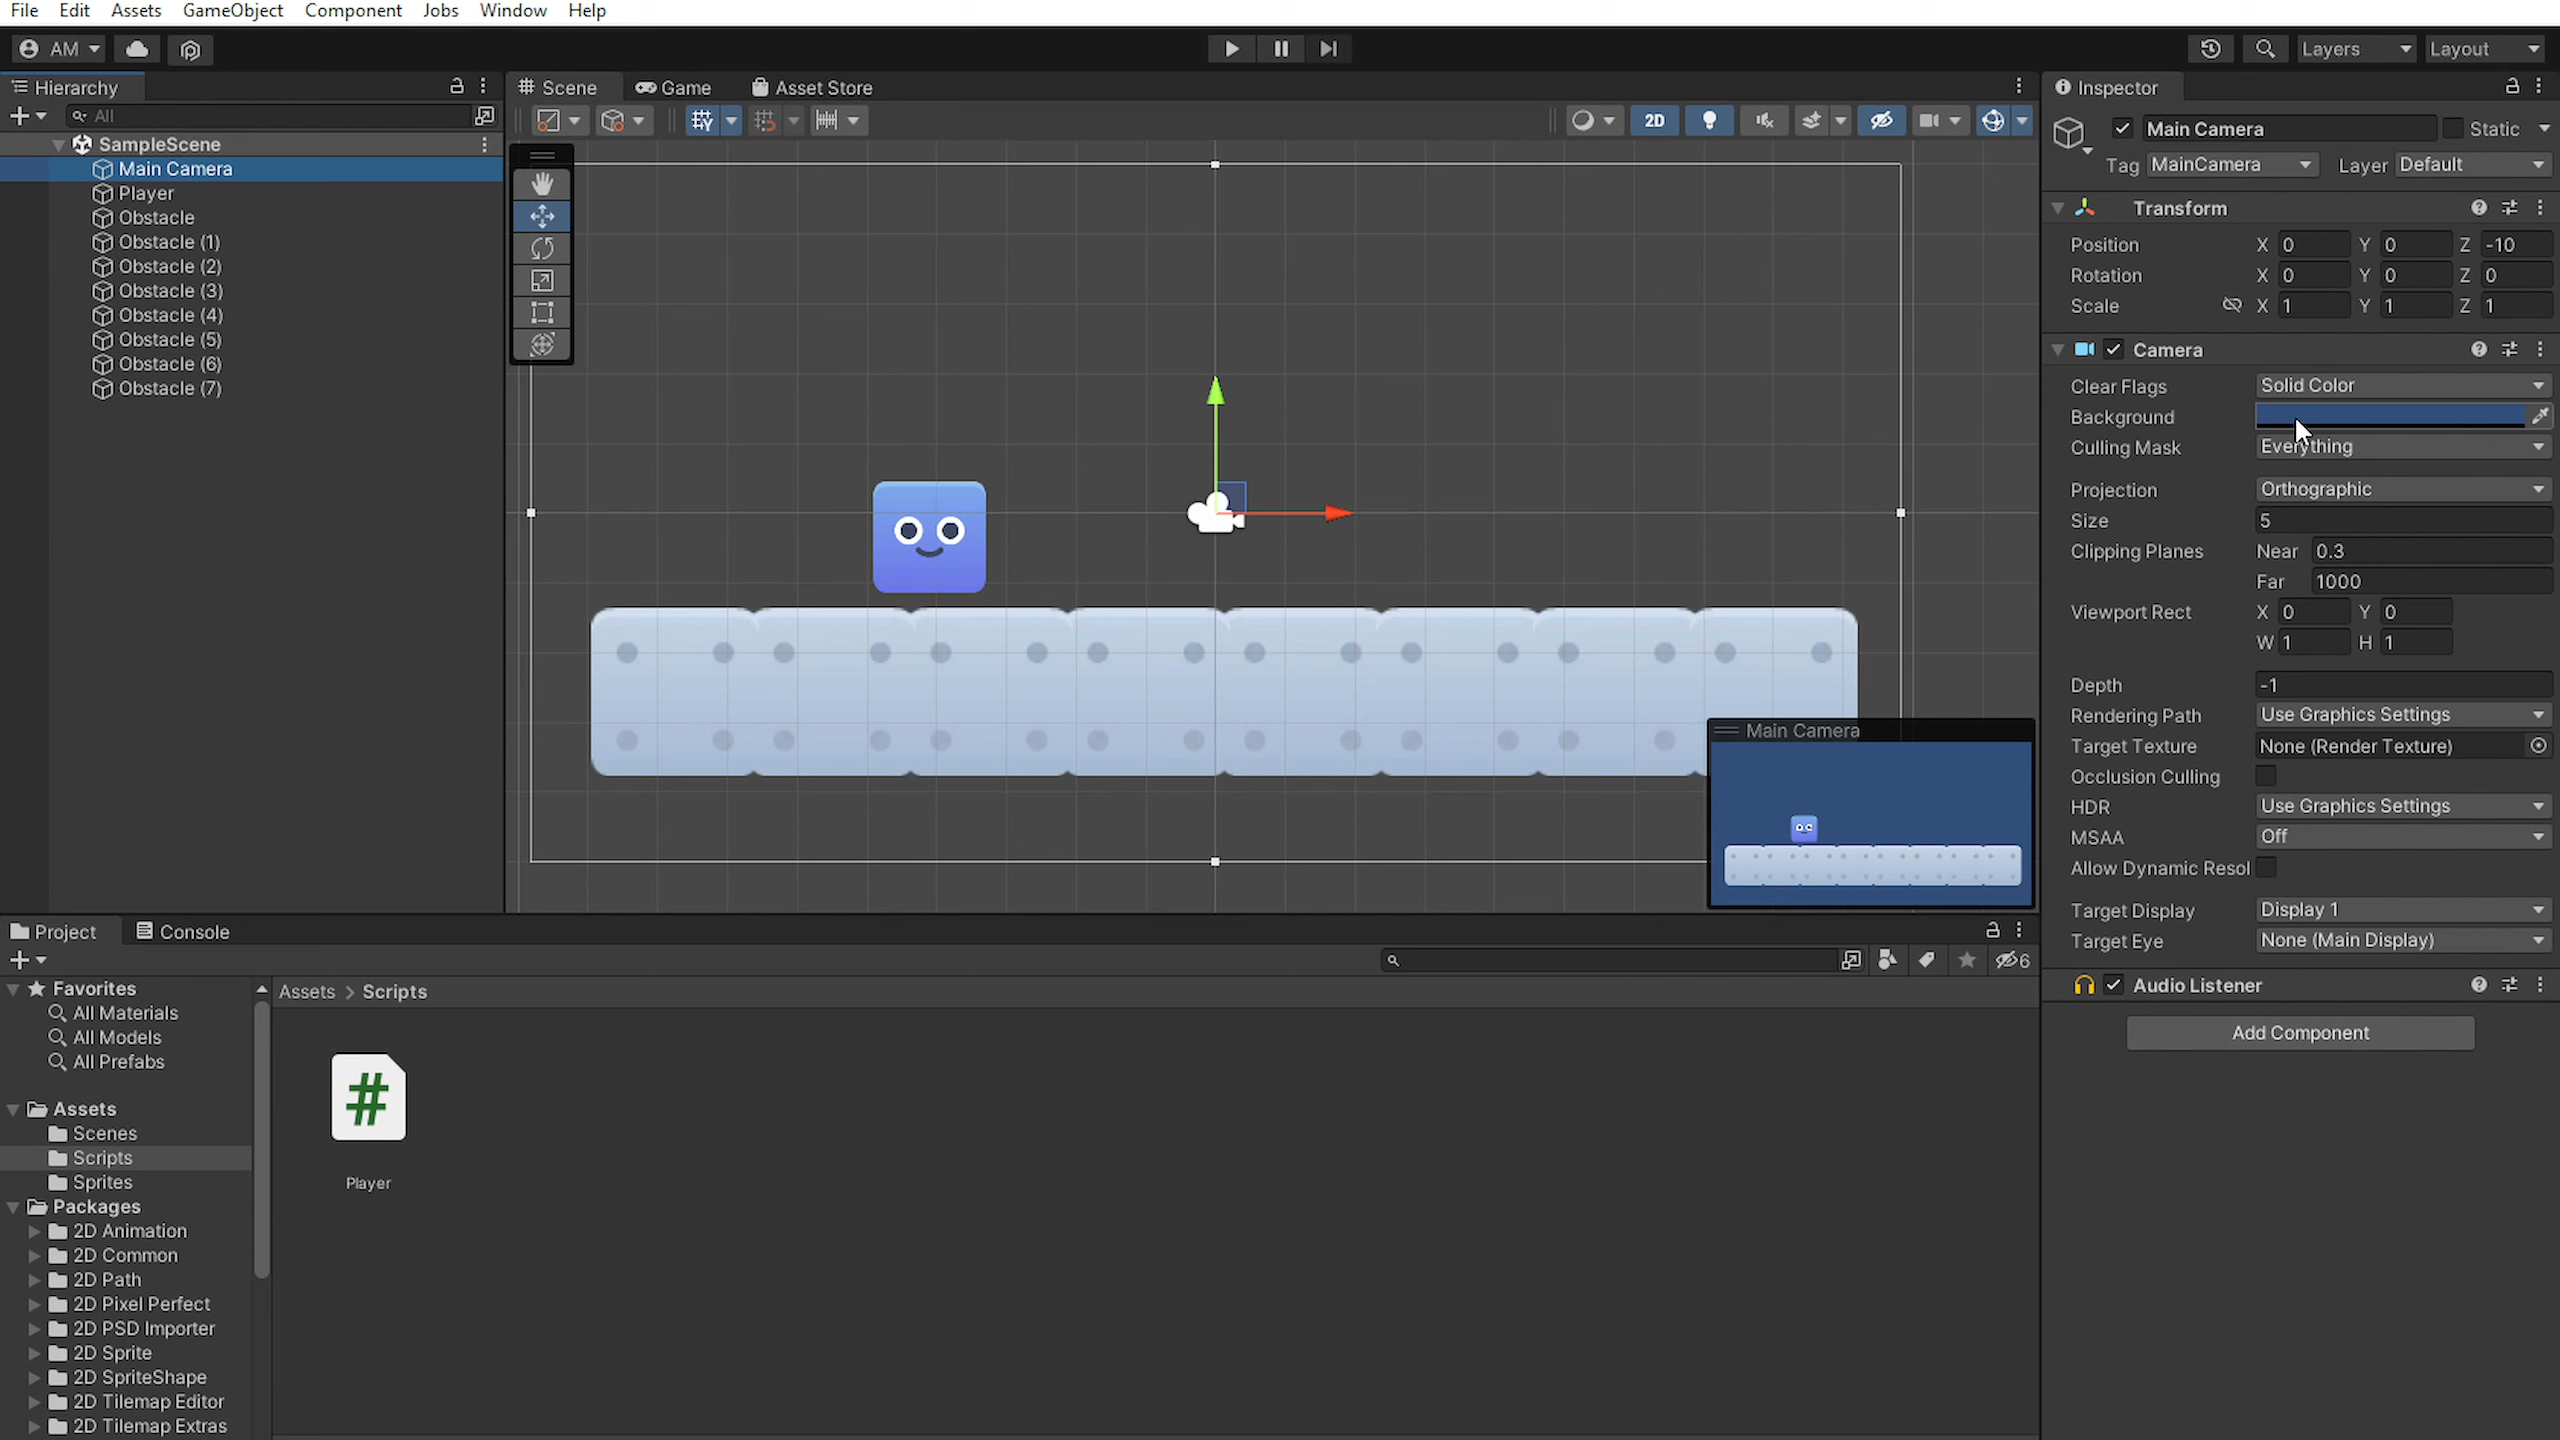 File Edit Assets GameObject Component Jobs Window Help
AM Layers Layout
Hierarchy
All
SampleScene
Main Camera
Player
Obstacle
Obstacle (1)
Obstacle (2)
Obstacle (3)
Obstacle (4)
Obstacle (5)
Obstacle (6)
Obstacle (7)
Scene Game Asset Store
2D
Main Camera
Inspector
Main Camera Static
Tag MainCamera Layer Default
Transform
Position X 0 Y 0 Z -10
Rotation X 0 Y 0 Z 0
Scale X 1 Y 1 Z 1
Camera
Clear Flags Solid Color
Background
Culling Mask Everything
Projection Orthographic
Size 5
Clipping Planes Near 0.3
Far 1000
Viewport Rect X 0 Y 0
W 1 H 1
Depth -1
Rendering Path Use Graphics Settings
Target Texture None (Render Texture)
Occlusion Culling
HDR Use Graphics Settings
MSAA Off
Allow Dynamic Resol
Target Display Display 1
Target Eye None (Main Display)
Audio Listener
Add Component
Project Console
6
Favorites
All Materials
All Models
All Prefabs
Assets
Scenes
Scripts
Sprites
Packages
2D Animation
2D Common
2D Path
2D Pixel Perfect
2D PSD Importer
2D Sprite
2D SpriteShape
2D Tilemap Editor
2D Tilemap Extras
Assets > Scripts
#
Player